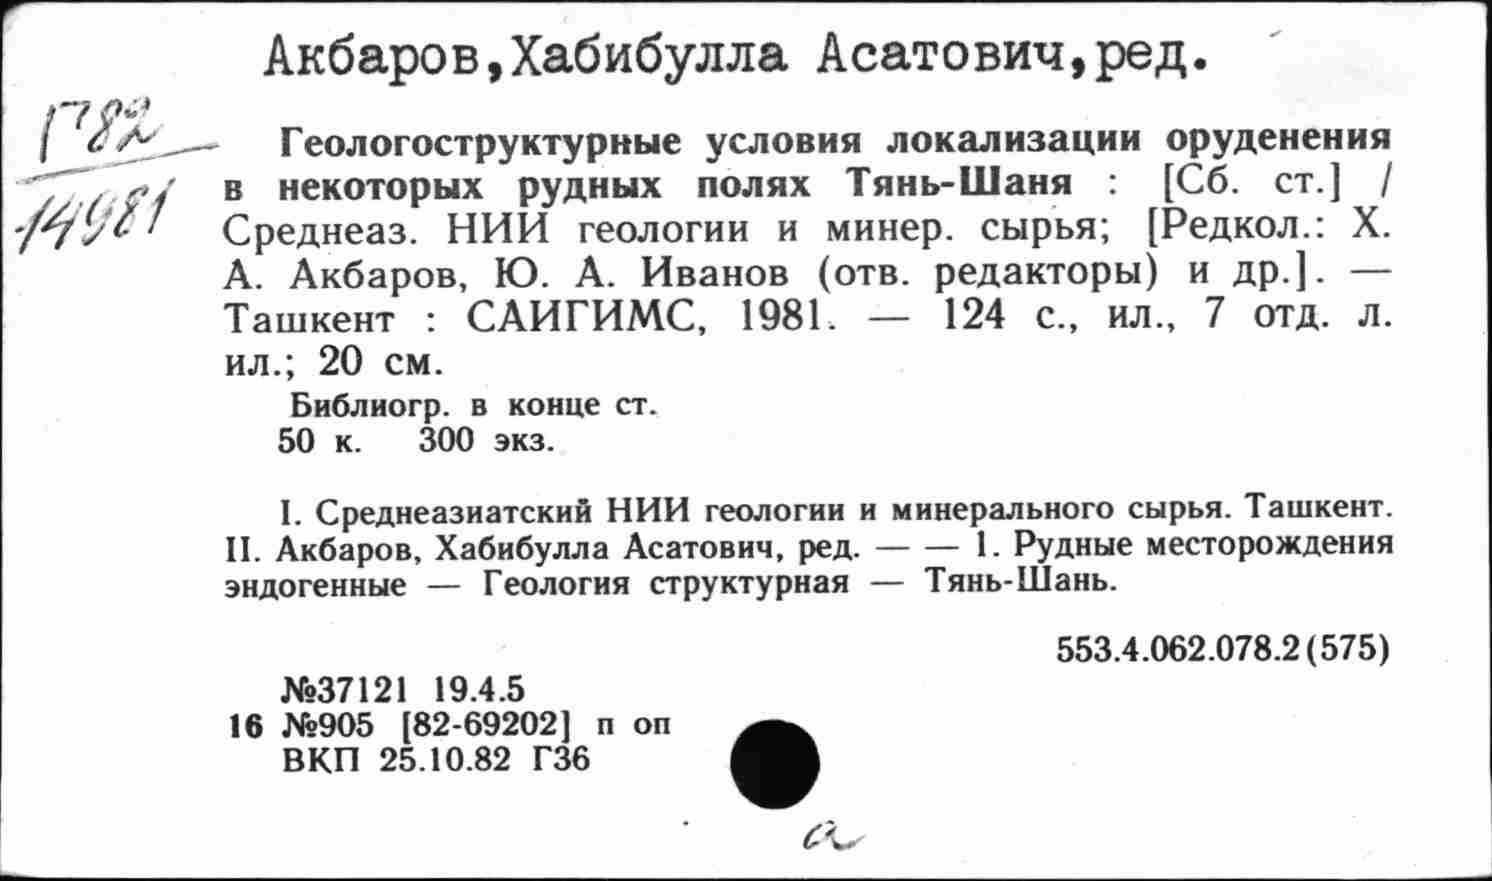 Акбаров,Хабибулла Асатович,ред.
Г82
14981
Геологоструктурные условия локализации оруденения
в некоторых рудных полях Тянь-Шаня : [Сб. ст.] /
Среднеаз. НИИ геологии и минер. сырья; [Редкол.: Х.
А. Акбаров, Ю. А. Иванов (отв. редакторы) и др.]. —
Ташкент : САИГИМС, 1981. — 124 с., ил., 7 отд. л.
ил.; 20 см.
Библиогр. в конце ст.
50 к. 300 экз.
I. Среднеазиатский НИИ геологии и минерального сырья. Ташкент.
II. Акбаров, Хабибулла Асатович, ред. — — 1. Рудные месторождения
эндогенные — Геология структурная — Тянь-Шань.
553.4.062.078.2(575)
№37121 19.4.5
16 №905 [82-69202] п оп
ВКП 25.10.82 Г36
а